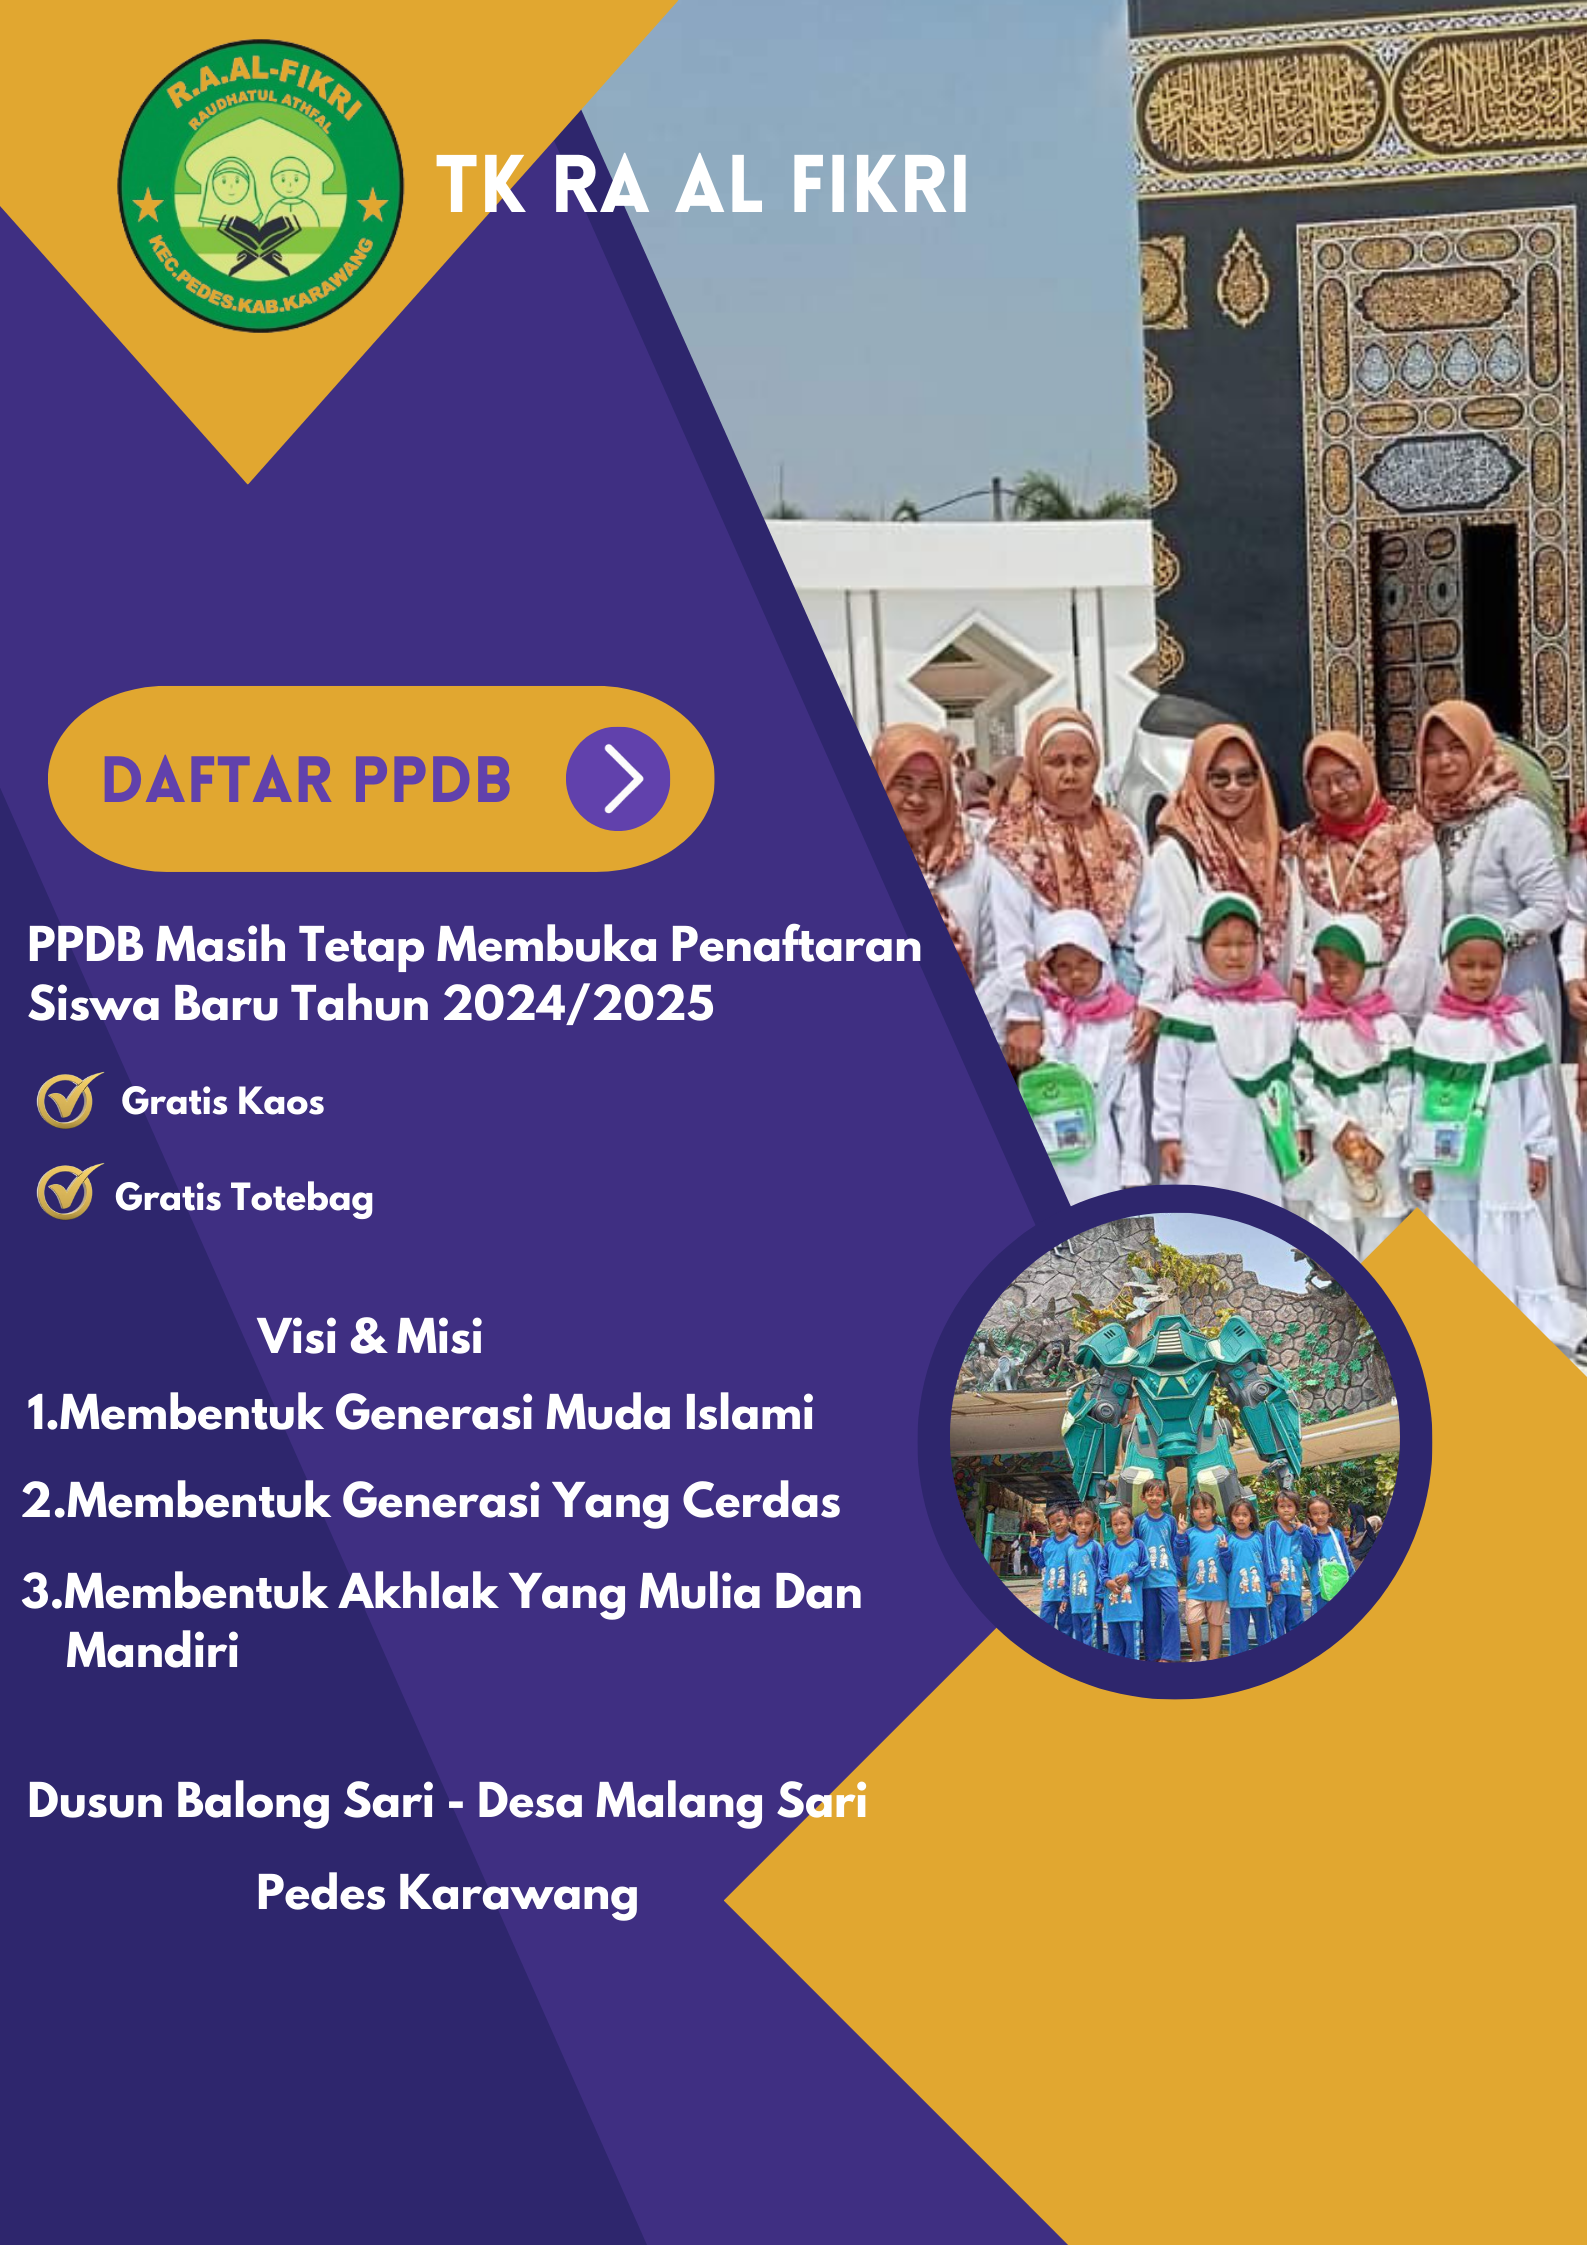 R.A.AL-FIKRI
RAUDHATUL ATHFAL
KEC.PEDES.KAB.KARAWANG
TK RA AL FIKRI
DAFTAR PPDB
PPDB Masih Tetap Membuka Penaftaran
Siswa Baru Tahun 2024/2025
Gratis Kaos
Gratis Totebag
Visi & Misi
1.Membentuk Generasi Muda Islami
2.Membentuk Generasi Yang Cerdas
3.Membentuk Akhlak Yang Mulia Dan
Mandiri
Dusun Balong Sari - Desa Malang Sari
Pedes Karawang